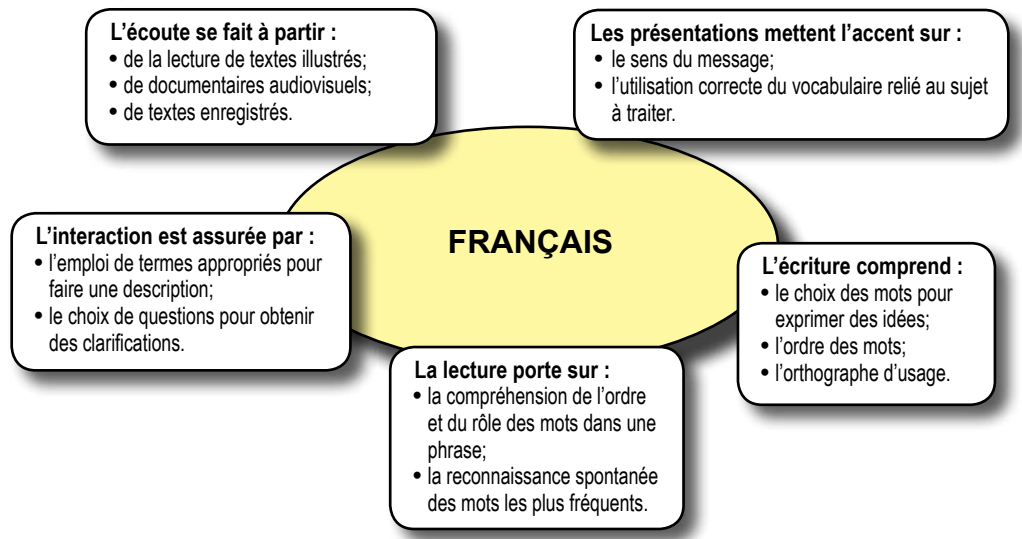 L’écoute se fait à partir :
• de la lecture de textes illustrés;
• de documentaires audiovisuels;
• de textes enregistrés.
Les présentations mettent l’accent sur :
• le sens du message;
• l’utilisation correcte du vocabulaire relié au sujet
à traiter.
FRANÇAIS
L’interaction est assurée par :
• l’emploi de termes appropriés pour
faire une description;
• le choix de questions pour obtenir
des clarifications.
L’écriture comprend :
• le choix des mots pour
exprimer des idées;
• l’ordre des mots;
• l’orthographe d’usage.
La lecture porte sur :
• la compréhension de l’ordre
et du rôle des mots dans une
phrase;
• la reconnaissance spontanée
des mots les plus fréquents.